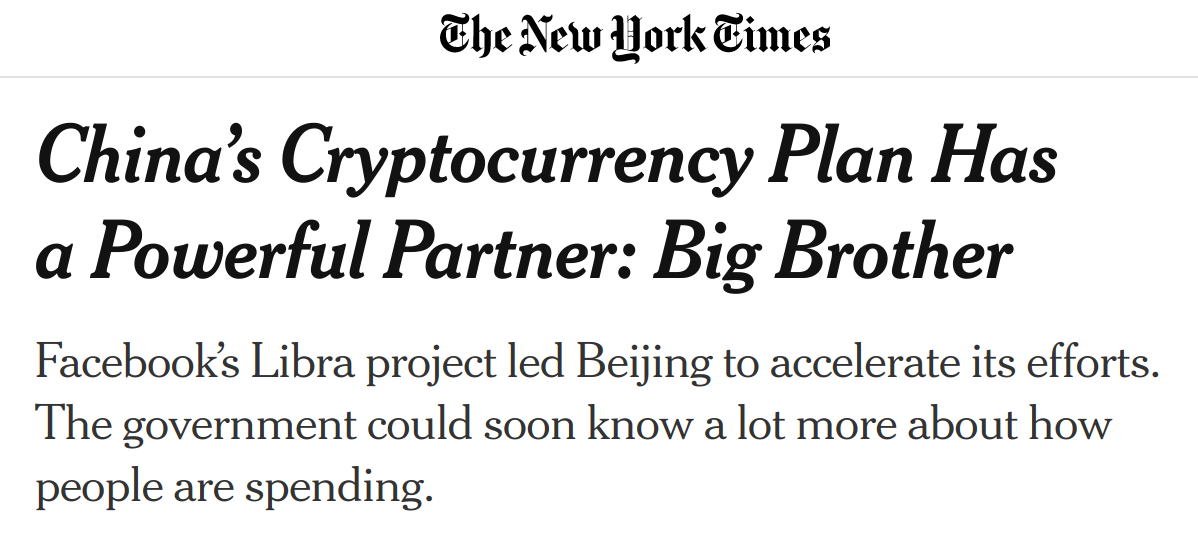 The New York Times
China’s Cryptocurrency Plan Has
a Powerful Partner: Big Brother
Facebook’s Libra project led Beijing to accelerate its efforts.
The government could soon know a lot more about how
people are spending.